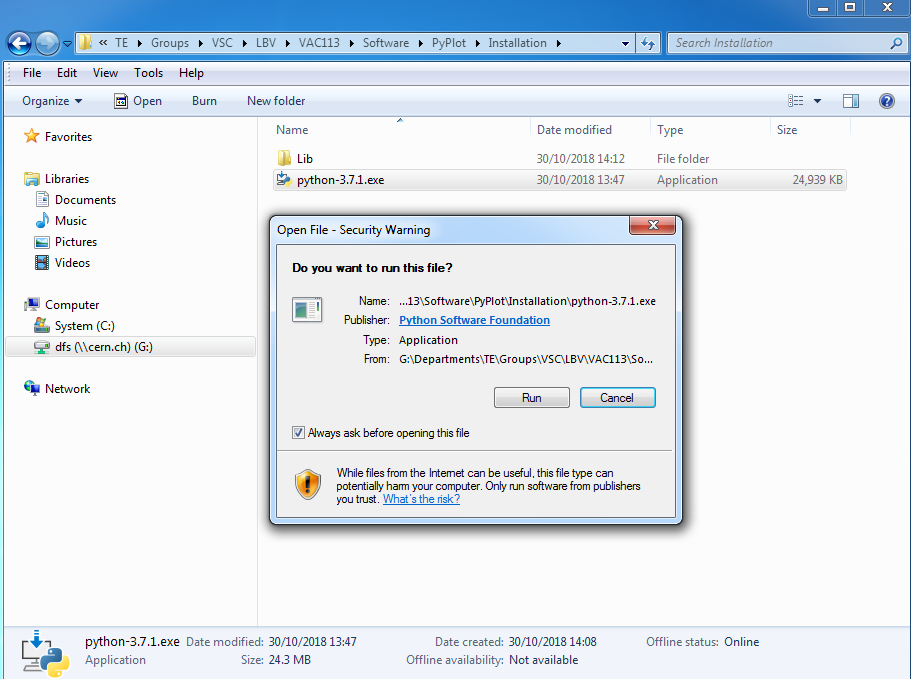 « TE Groups VSC LBV VAC113 Software PyPlot Installation
Search Installation
File Edit View Tools Help
Organize Open Burn New folder
Name Date modified Type Size
Favorites
Libraries
Documents
Music
Pictures
Videos
Computer
System (C:)
dfs (\\cern.ch) (G:)
Network
Lib 30/10/2018 14:12 File folder
python-3.7.1.exe 30/10/2018 13:47 Application 24,939 KB
Open File - Security Warning
Do you want to run this file?
Name: ...13\Software\PyPlot\Installation\python-3.7.1.exe
Publisher: Python Software Foundation
Type: Application
From: G:\Departments\TE\Groups\VSC\LBV\VAC113\So...
Run Cancel
Always ask before opening this file
While files from the Internet can be useful, this file type can
potentially harm your computer. Only run software from publishers
you trust. What's the risk?
python-3.7.1.exe Date modified: 30/10/2018 13:47 Date created: 30/10/2018 14:08 Offline status: Online
Application Size: 24.3 MB Offline availability: Not available